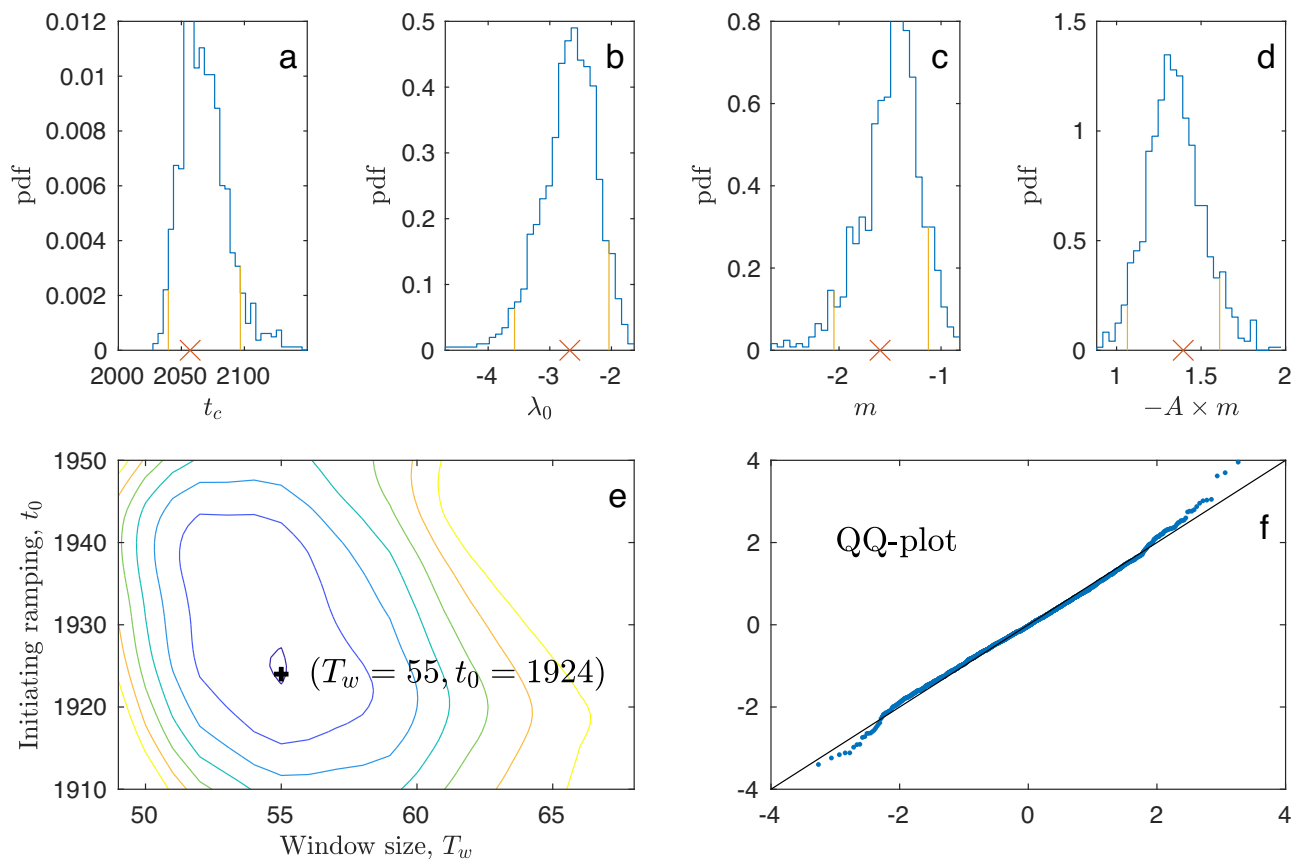 a
0.012
0.01
0.008
0.006
0.004
0.002
0
2000 2050 2100
pdf
t_c
b
0.5
0.4
0.3
0.2
0.1
0
-4 -3 -2
pdf
λ_0
c
0.8
0.6
0.4
0.2
0
-2 -1
pdf
m
d
1.5
1
0.5
0
1 1.5 2
pdf
−A × m
e
1950
1940
1930
1920
1910
50 55 60 65
Initiating ramping, t_0
Window size, T_w
(T_w = 55, t_0 = 1924)
f
QQ-plot
4
2
0
-2
-4
-4 -2 0 2 4